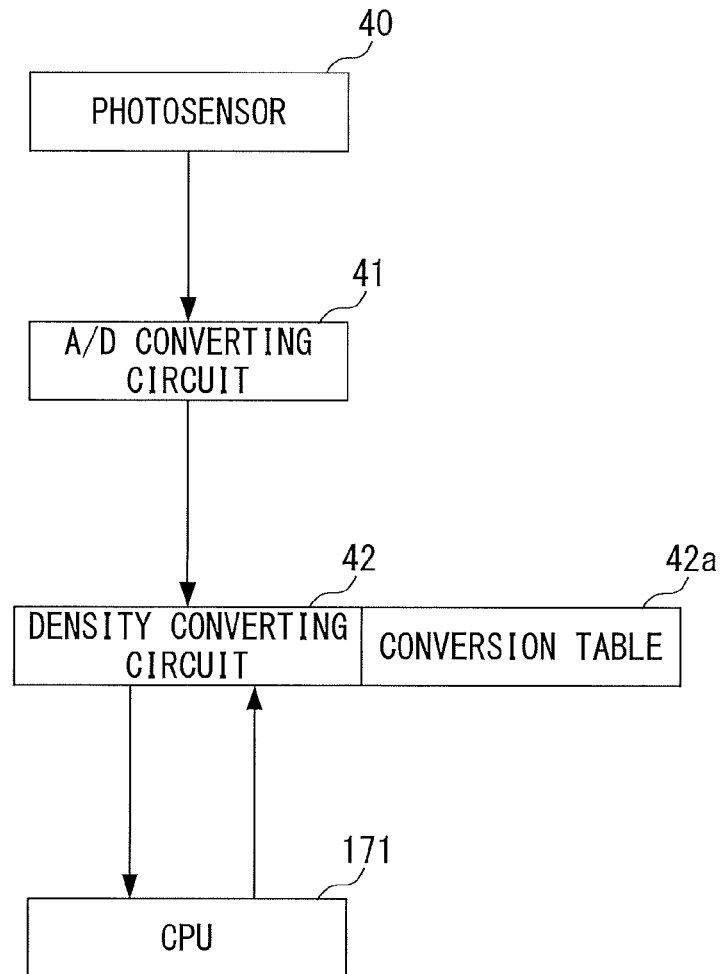 40
PHOTOSENSOR
41
A/D CONVERTING
CIRCUIT
42
42a
DENSITY CONVERTING
CIRCUIT
CONVERSION TABLE
171
CPU